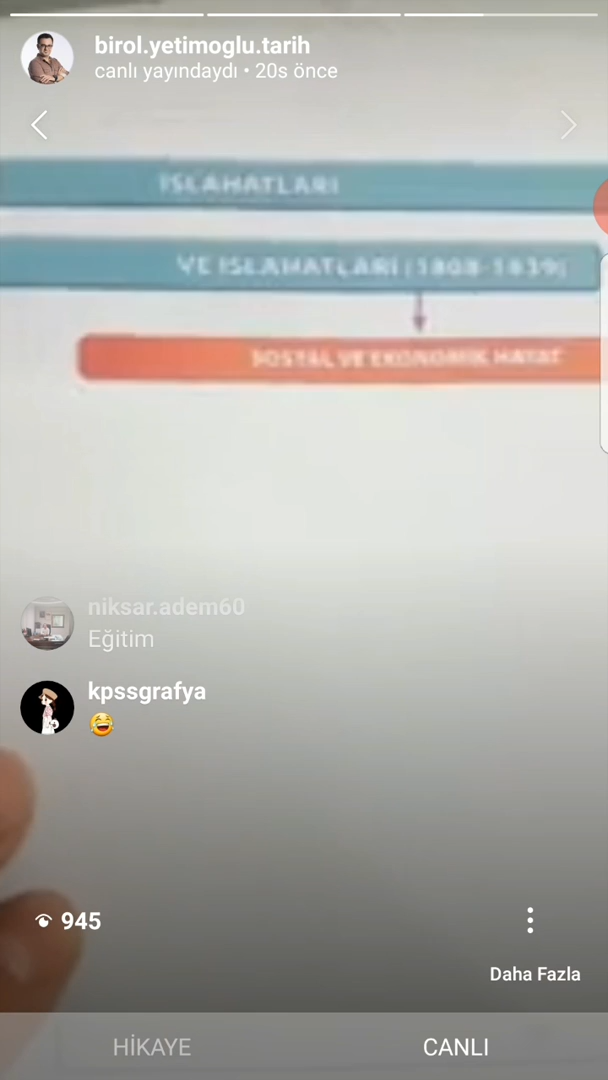 birol.yetimoglu.tarih
canlı yayındaydı • 20s önce
ISLAHATLARI
VE ISLAHATLARI (1808-1839)
SOSYAL VE EKONOMİK HAYAT
niksar.adem60
Eğitim
kpssgrafya
😂
945
Daha Fazla
HİKAYE
CANLI